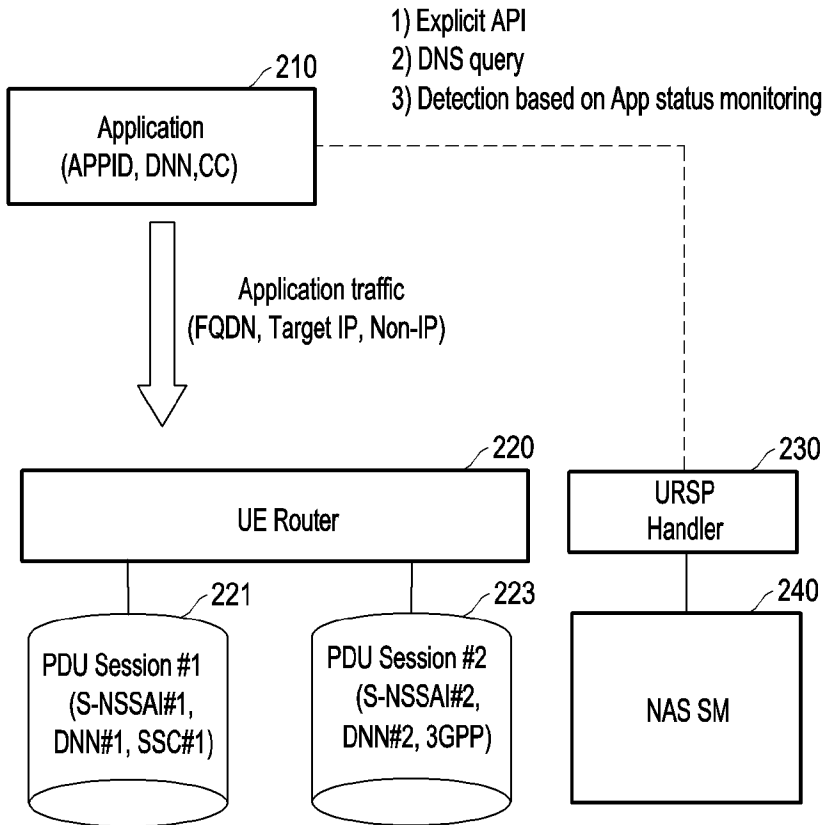 1) Explicit API
2) DNS query
3) Detection based on App status monitoring
210
Application
(APPID, DNN,CC)
Application traffic
(FQDN, Target IP, Non-IP)
220
UE Router
230
URSP
Handler
221
PDU Session #1
(S-NSSAI#1,
DNN#1, SSC#1)
223
PDU Session #2
(S-NSSAI#2,
DNN#2, 3GPP)
240
NAS SM